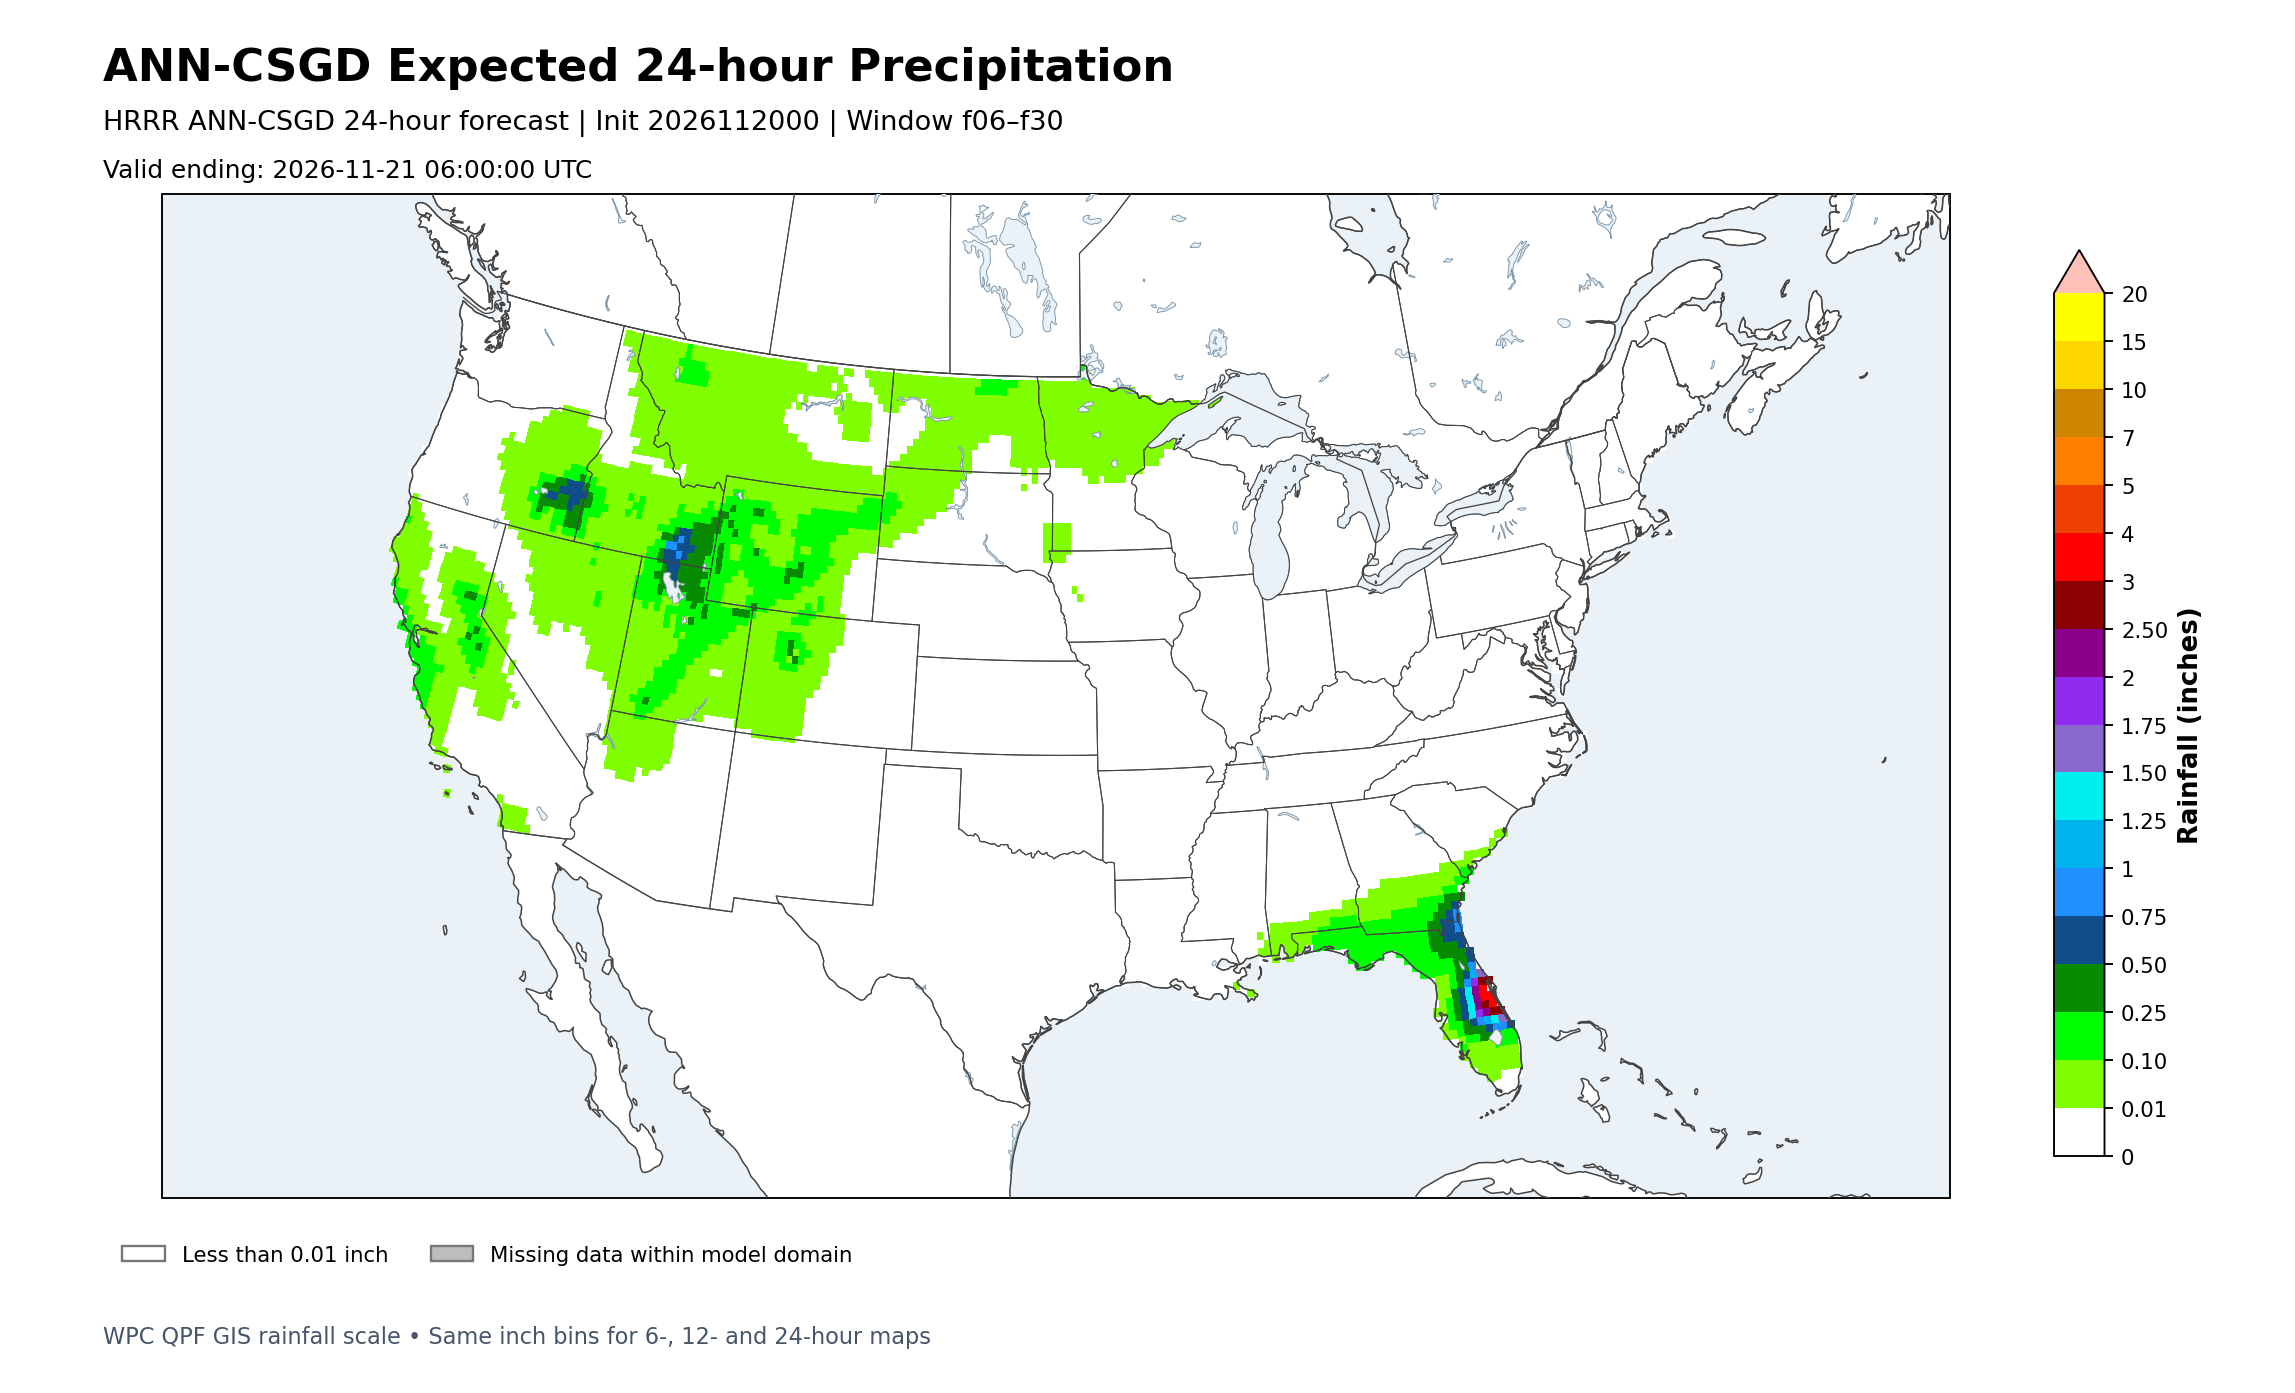 ANN-CSGD Expected 24-hour Precipitation
HRRR ANN-CSGD 24-hour forecast | Init 2026112000 | Window f06–f30
Valid ending: 2026-11-21 06:00:00 UTC
20
15
10
7
5
4
3
2.50
2
1.75
1.50
1.25
1
0.75
0.50
0.25
0.10
0.01
0
Rainfall (inches)
Less than 0.01 inch
Missing data within model domain
WPC QPF GIS rainfall scale • Same inch bins for 6-, 12- and 24-hour maps